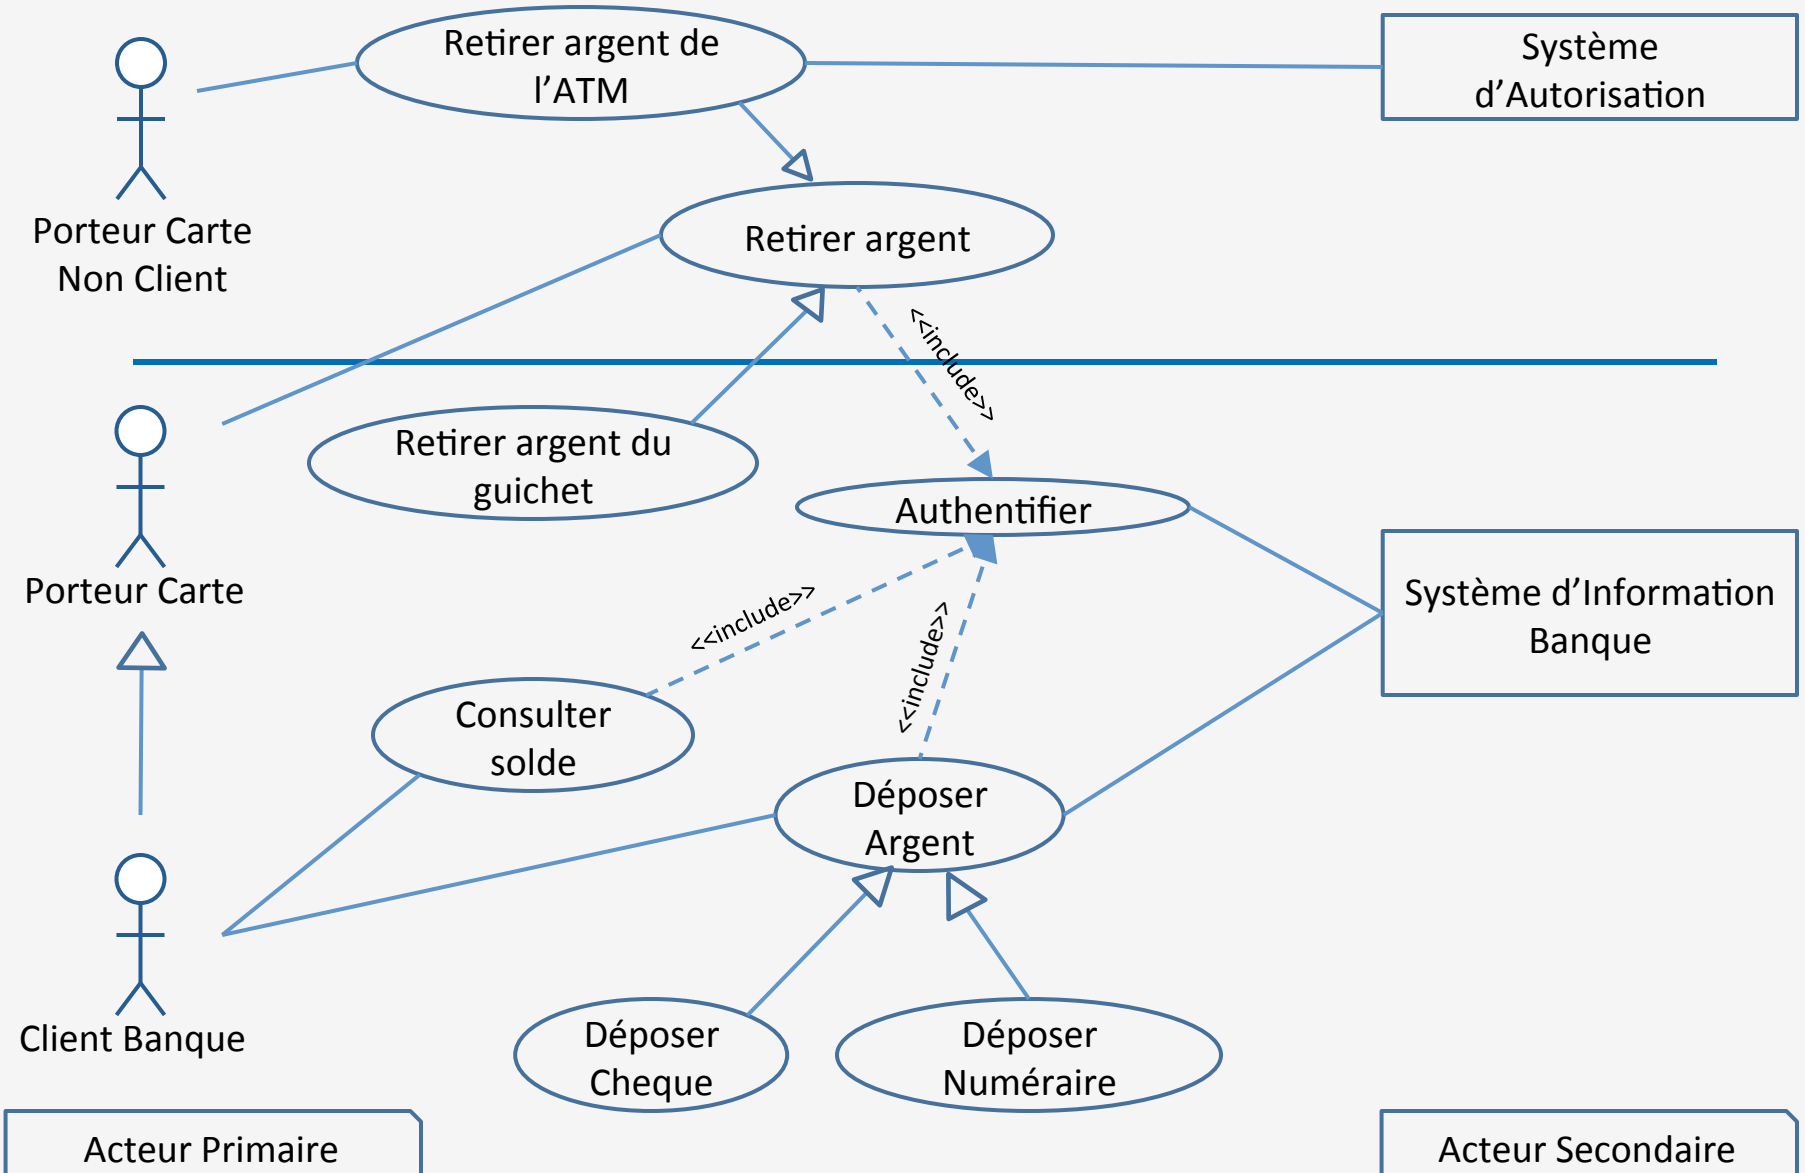 Retirer argent de
l'ATM
Système
d'Autorisation
Porteur Carte
Non Client
Retirer argent
<<include>>
Retirer argent du
guichet
Authentifier
Porteur Carte
Système d'Information
Banque
<<include>>
<<include>>
Consulter
solde
Déposer
Argent
Client Banque
Déposer
Cheque
Déposer
Numéraire
Acteur Primaire
Acteur Secondaire